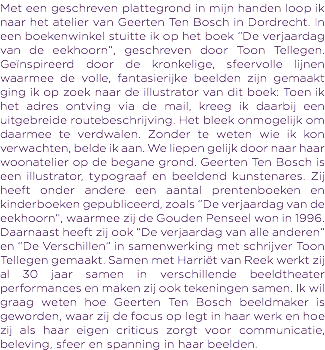 Met een geschreven plattegrond in mijn handen loop ik
naar het atelier van Geerten Ten Bosch in Dordrecht. In
een boekenwinkel stuitte ik op het boek “De verjaardag
van de eekhoorn”, geschreven door Toon Tellegen.
Geïnspireerd door de kronkelige, sfeervolle lijnen
waarmee de volle, fantasierijke beelden zijn gemaakt
ging ik op zoek naar de illustrator van dit boek: Toen ik
het adres ontving via de mail, kreeg ik daarbij een
uitgebreide routebeschrijving. Het bleek onmogelijk om
daarmee te verdwalen. Zonder te weten wie ik kon
verwachten, belde ik aan. We liepen gelijk door naar haar
woonatelier op de begane grond. Geerten Ten Bosch is
een illustrator, typograaf en beeldend kunstenares. Zij
heeft onder andere een aantal prentenboeken en
kinderboeken gepubliceerd, zoals “De verjaardag van de
eekhoorn”, waarmee zij de Gouden Penseel won in 1996.
Daarnaast heeft zij ook “De verjaardag van alle anderen”
en “De Verschillen” in samenwerking met schrijver Toon
Tellegen gemaakt. Samen met Harriët van Reek werkt zij
al 30 jaar samen in verschillende beeldtheater
performances en maken zij ook tekeningen samen. Ik wil
graag weten hoe Geerten Ten Bosch beeldmaker is
geworden, waar zij de focus op legt in haar werk en hoe
zij als haar eigen criticus zorgt voor communicatie,
beleving, sfeer en spanning in haar beelden.